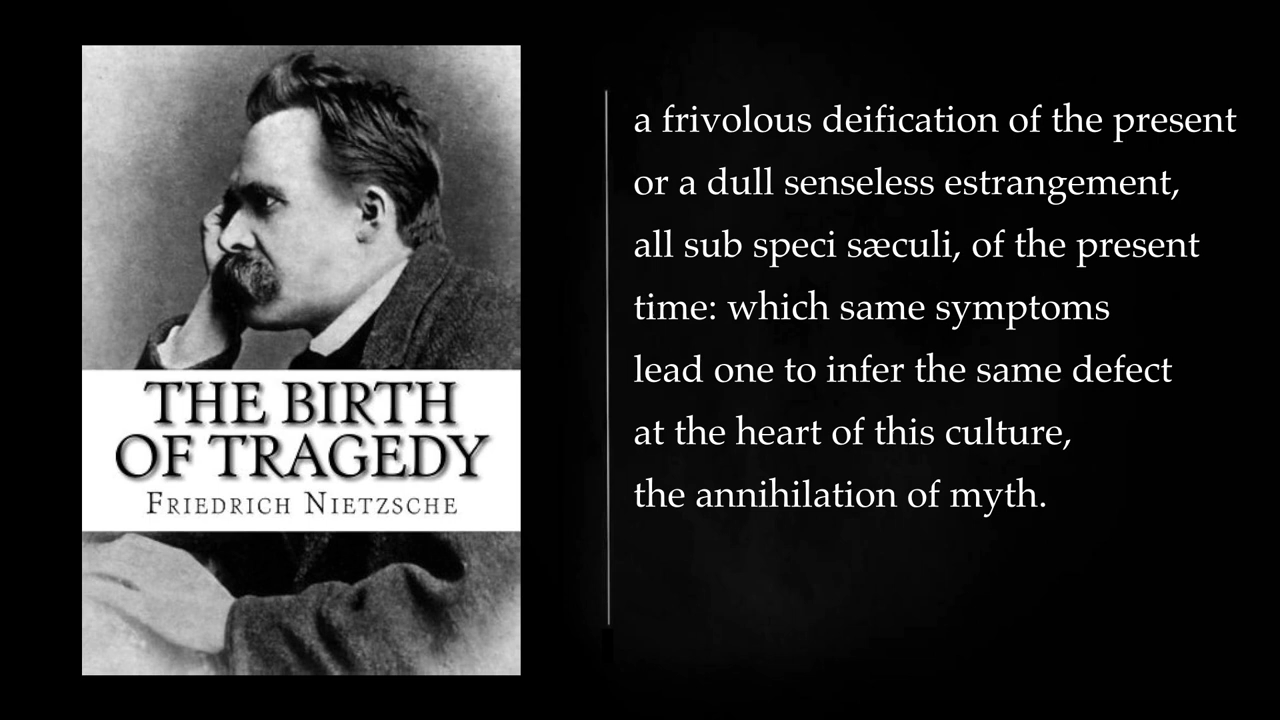 THE BIRTH
OF TRAGEDY
FRIEDRICH NIETZSCHE
a frivolous deification of the present
or a dull senseless estrangement,
all sub speci sæculi, of the present
time: which same symptoms
lead one to infer the same defect
at the heart of this culture,
the annihilation of myth.